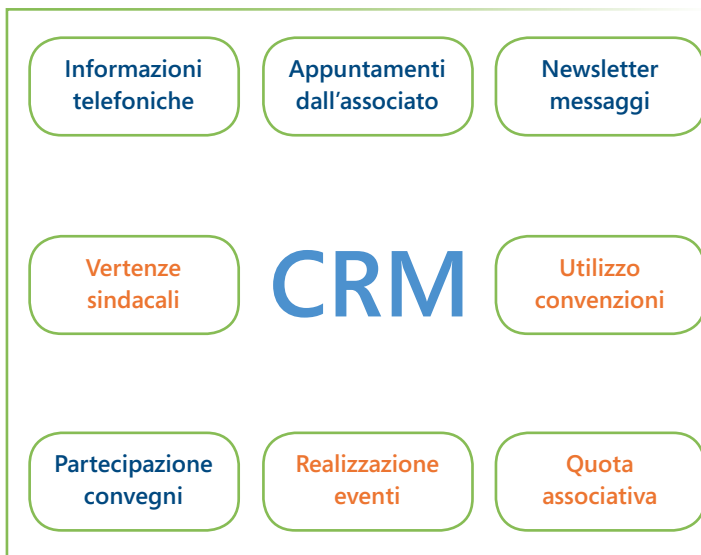 Informazioni
telefoniche
Appuntamenti
dall’associato
Newsletter
messaggi
Vertenze
sindacali
CRM
Utilizzo
convenzioni
Partecipazione
convegni
Realizzazione
eventi
Quota
associativa